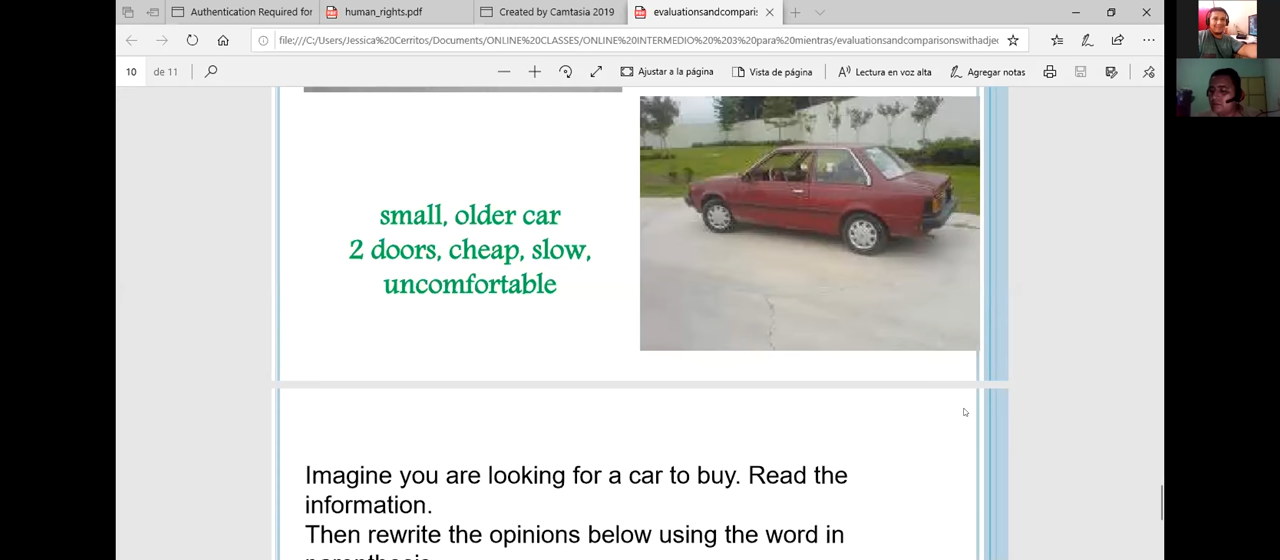 Authentication Required for
human_rights.pdf
Created by Camtasia 2019
evaluationsandcomparis
file:///C:/Users/Jessica%20Cerritos/Documents/ONLINE%20CLASSES/ONLINE%20INTERMEDIO%20%203%20para%20mientras/evaluationsandcomparisonswithadjec
10 de 11
Ajustar a la página
Vista de página
Lectura en voz alta
Agregar notas
small, older car
2 doors, cheap, slow,
uncomfortable
Imagine you are looking for a car to buy. Read the
information.
Then rewrite the opinions below using the word in
parenthesis